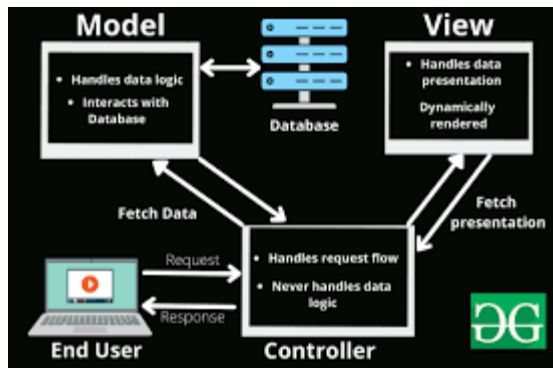 Model
View
• Handles data logic
• Interacts with
Database
Database
• Handles data
presentation
Dynamically
rendered
Fetch Data
Fetch
presentation
Request
Response
• Handles request flow
• Never handles data
logic
End User
Controller